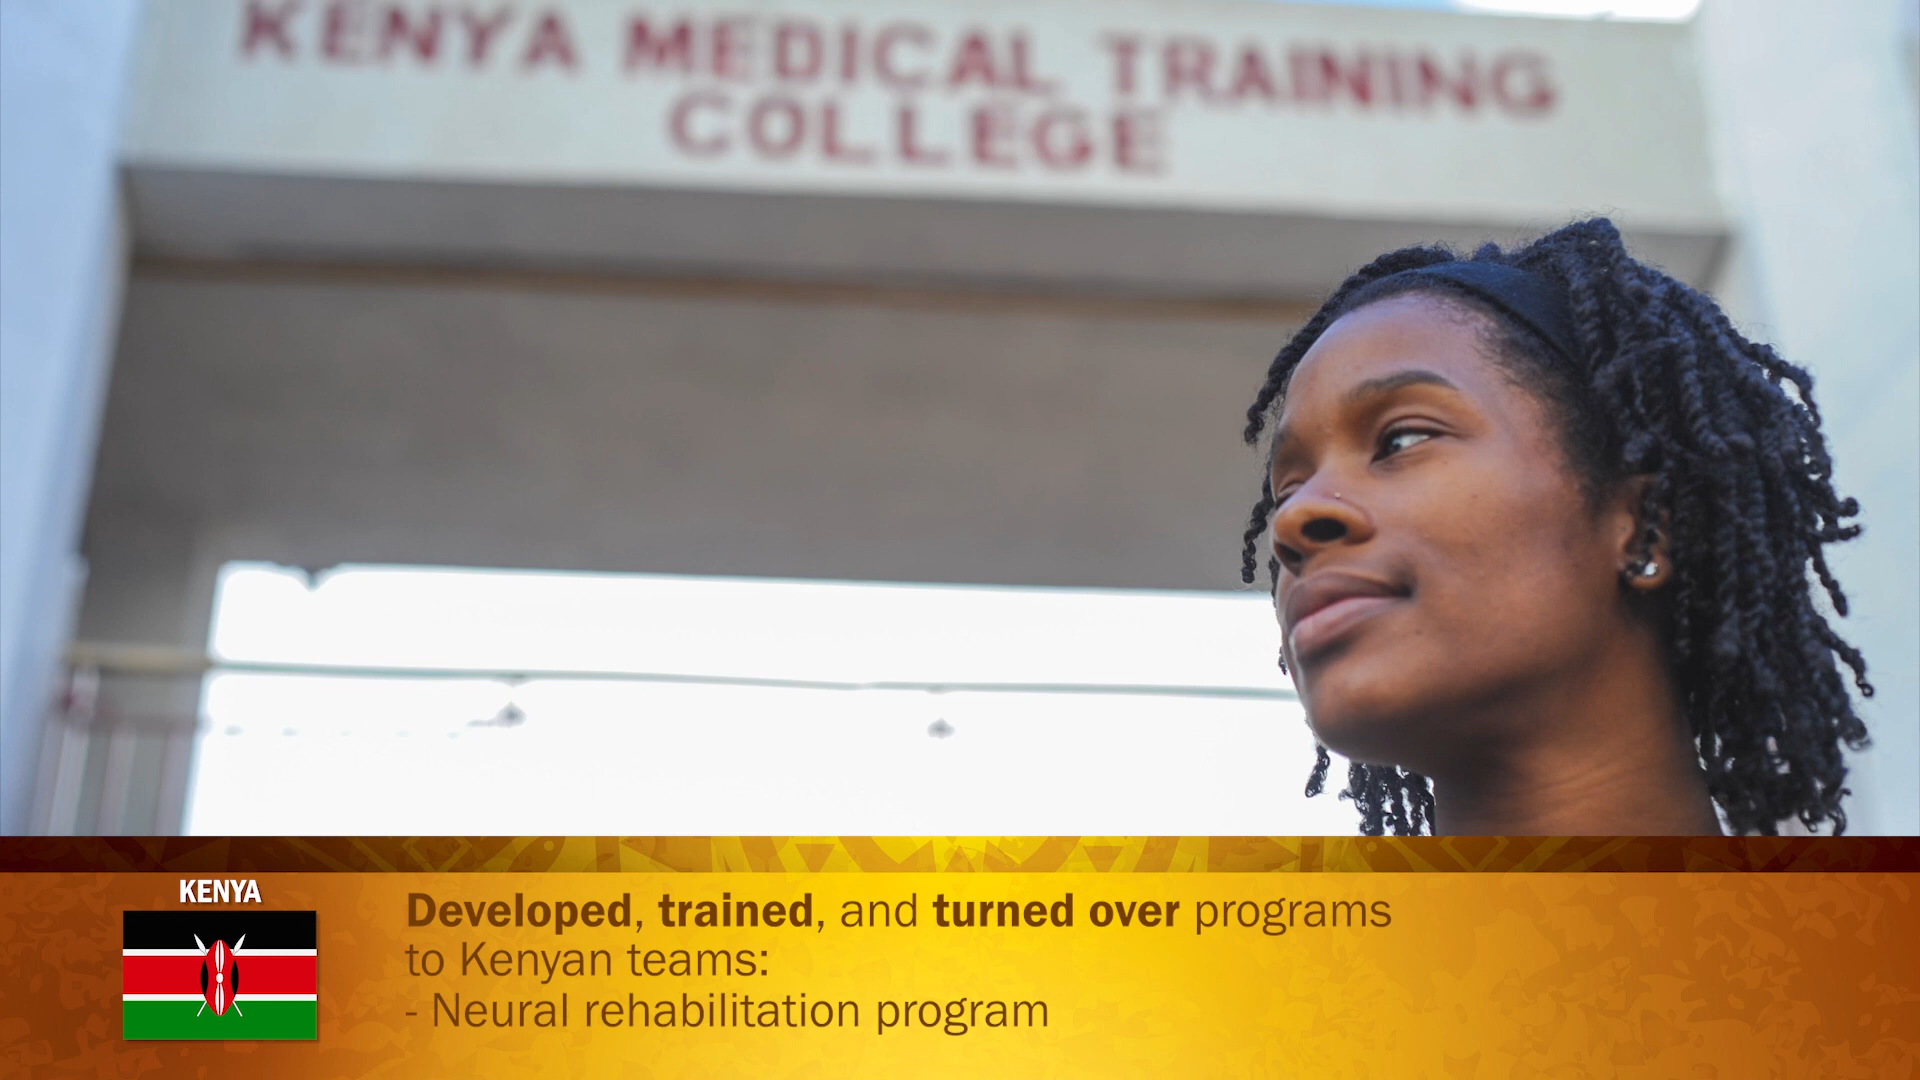 KENYA MEDICAL TRAINING
COLLEGE
KENYA
Developed, trained, and turned over programs
to Kenyan teams:
- Neural rehabilitation program